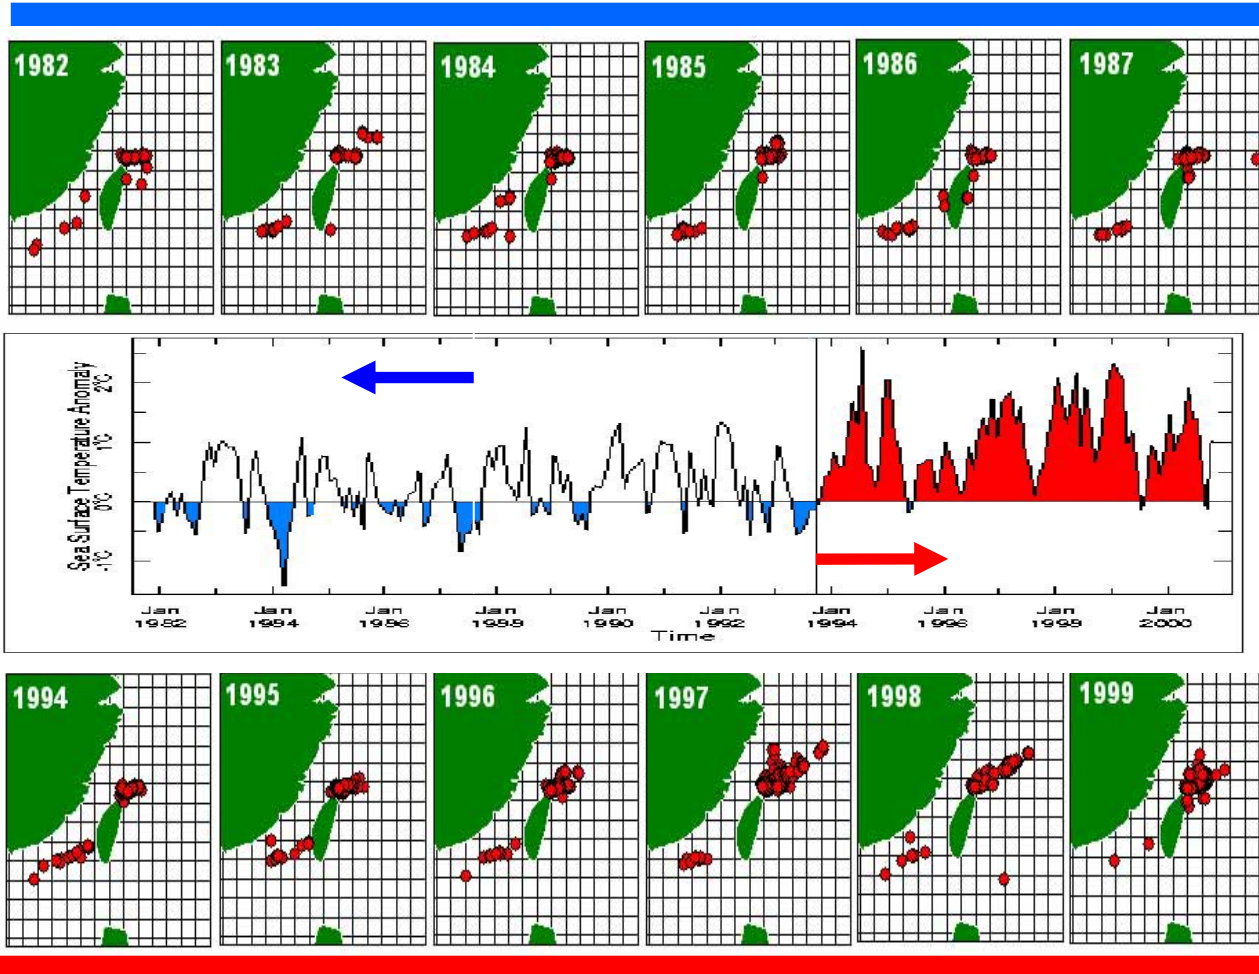 1982
1983
1984
1985
1986
1987
Sea Surface Temperature Anomaly
2°C
1°C
0°C
-1°C
Jan 1982
Jan 1984
Jan 1986
Jan 1988
Jan 1990
Jan 1992
Jan 1994
Jan 1996
Jan 1998
Jan 2000
Time
1994
1995
1996
1997
1998
1999